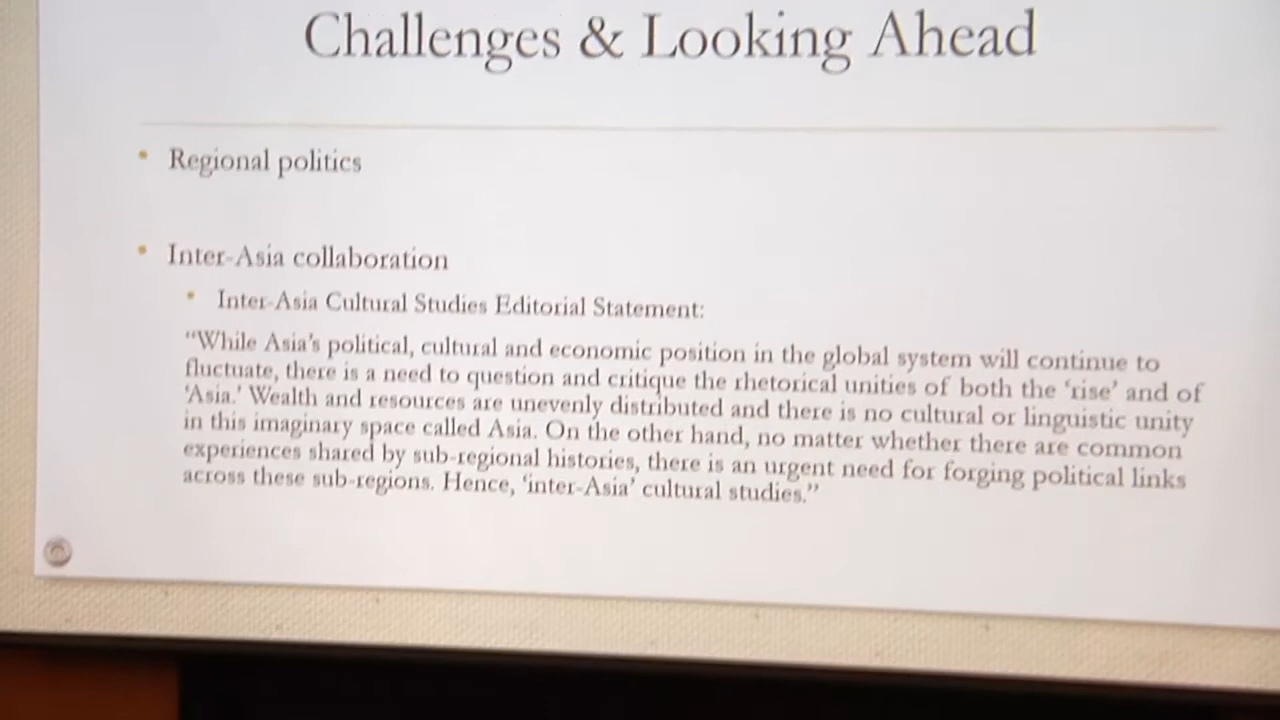 Challenges & Looking Ahead
• Regional politics
• Inter-Asia collaboration
• Inter-Asia Cultural Studies Editorial Statement:
“While Asia’s political, cultural and economic position in the global system will continue to
fluctuate, there is a need to question and critique the rhetorical unities of both the ‘rise’ and of
‘Asia.’ Wealth and resources are unevenly distributed and there is no cultural or linguistic unity
in this imaginary space called Asia. On the other hand, no matter whether there are common
experiences shared by sub-regional histories, there is an urgent need for forging political links
across these sub-regions. Hence, ‘inter-Asia’ cultural studies.”